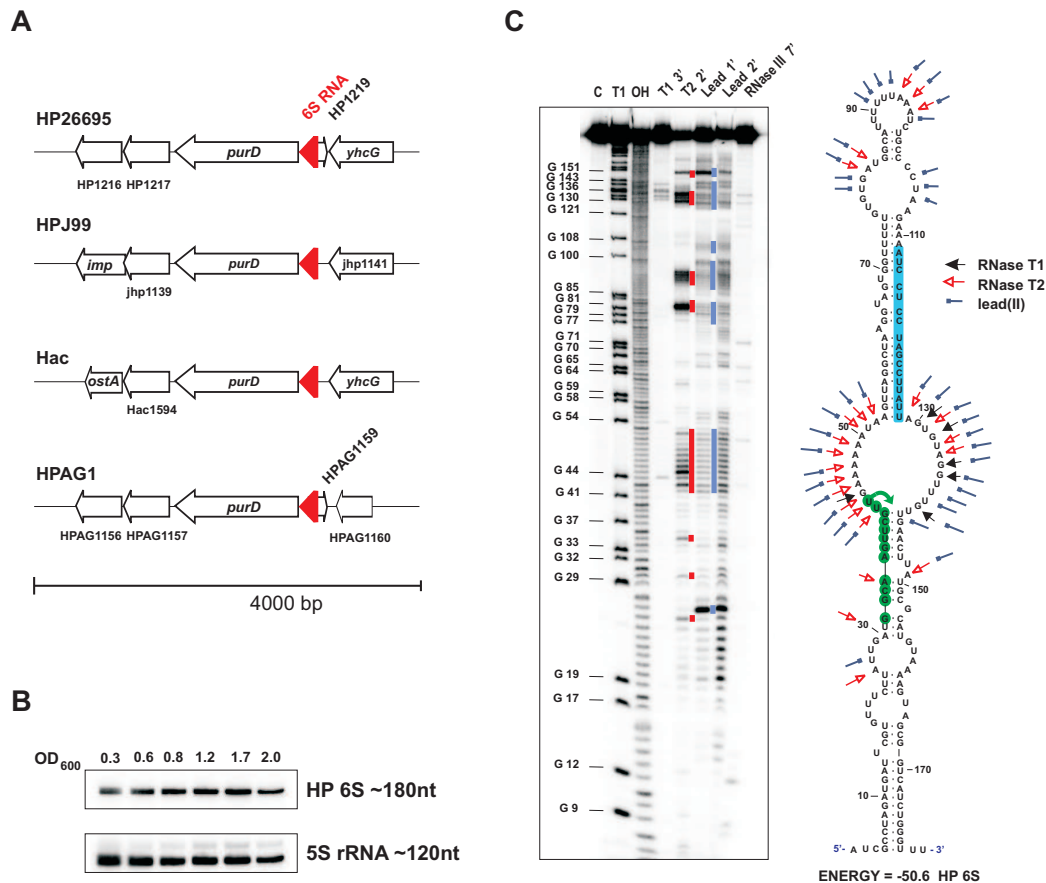 A
HP26695
6S RNA
HP1219
purD
yhcG
HP1216
HP1217
HPJ99
imp
purD
jhp1141
jhp1139
Hac
ostA
purD
yhcG
Hac1594
HPAG1
HPAG1159
purD
HPAG1156
HPAG1157
HPAG1160
4000 bp
B
OD600
0.3 0.6 0.8 1.2 1.7 2.0
HP 6S ~180nt
5S rRNA ~120nt
C
C T1 OH T1 3' T2 2' Lead 1' Lead 2' RNase III 7'
G 151
G 143
G 136
G 130
G 121
G 108
G 100
G 85
G 81
G 79
G 77
G 71
G 70
G 65
G 64
G 59
G 58
G 54
G 44
G 41
G 37
G 33
G 32
G 29
G 19
G 17
G 12
G 9
90
110
70
RNase T1
RNase T2
lead(II)
130
50
150
30
170
10
5'- A U C G
U U -3'
ENERGY = -50.6 HP 6S